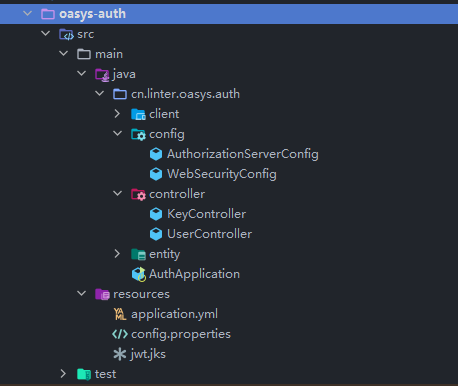 oasys-auth
src
main
java
cn.linter.oasys.auth
client
config
AuthorizationServerConfig
WebSecurityConfig
controller
KeyController
UserController
entity
AuthApplication
resources
application.yml
config.properties
jwt.jks
test